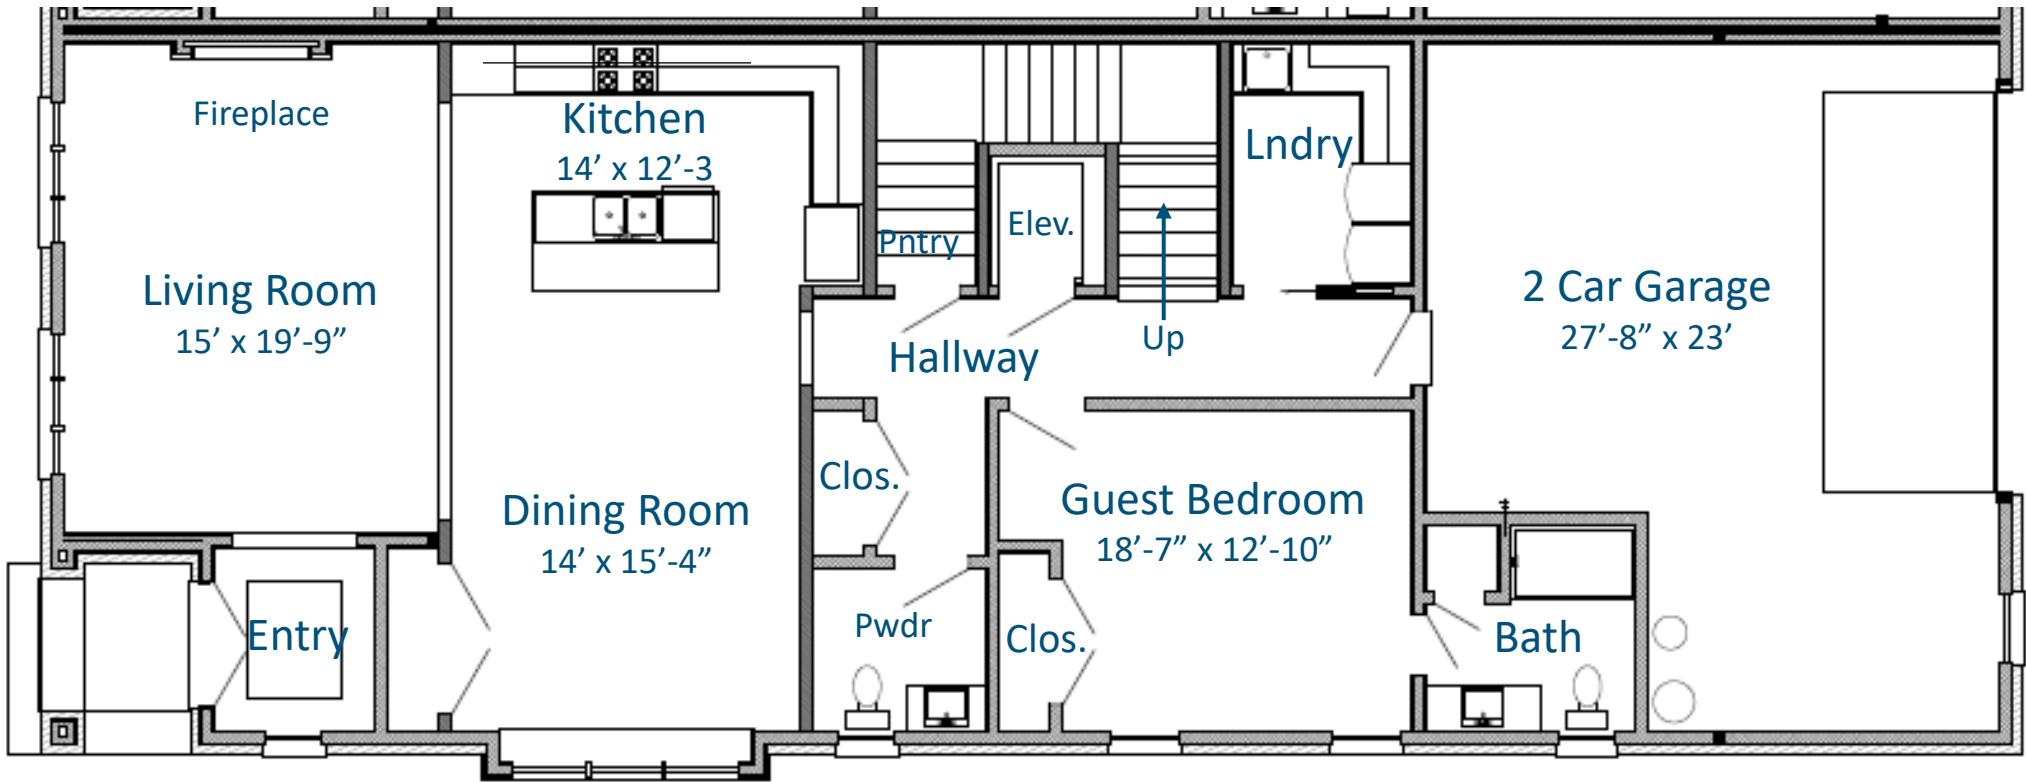 Fireplace
Kitchen
14’ x 12’-3
Lndry
Pntry
Elev.
Living Room
15’ x 19’-9”
Up
Hallway
2 Car Garage
27’-8” x 23’
Clos.
Dining Room
14’ x 15’-4”
Guest Bedroom
18’-7” x 12’-10”
Entry
Pwdr
Clos.
Bath